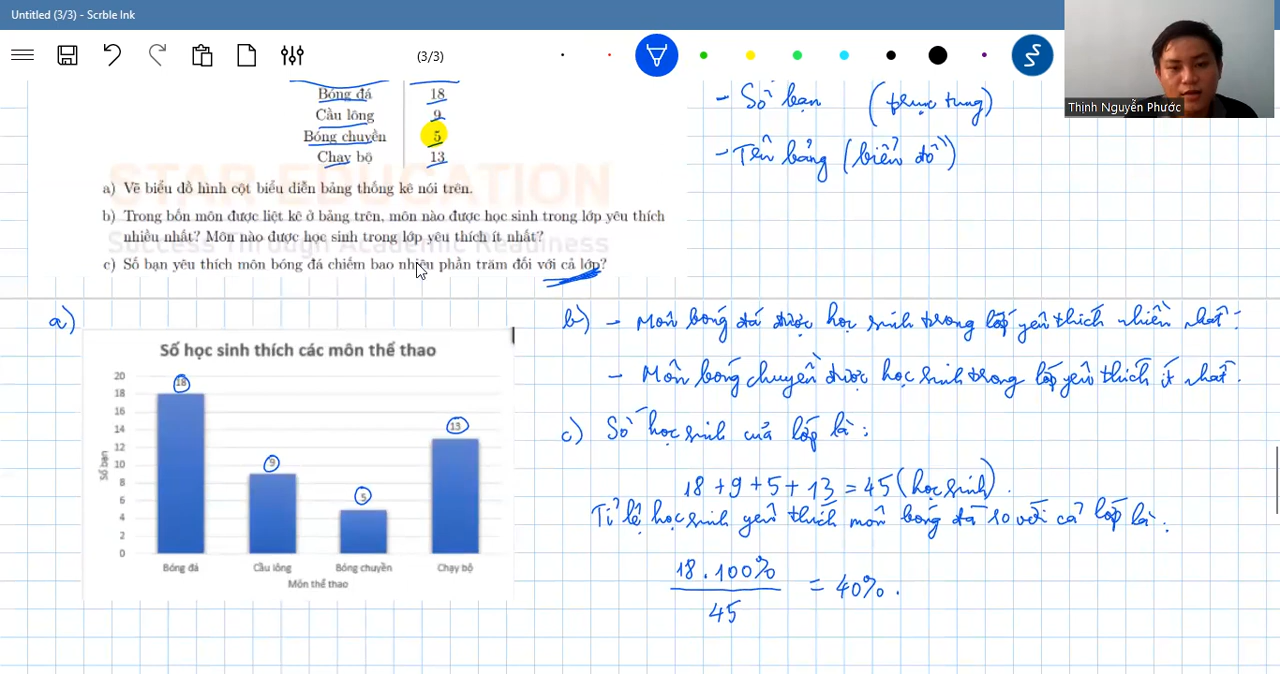 Untitled (3/3) - Scrble Ink
(3/3)
Thịnh Nguyễn Phước
Bóng đá 18
Cầu lông 9
Bóng chuyền 5
Chạy bộ 13
- Số bạn (trục tung)
- Tên bảng (biểu đồ)
STAR EDUCATION
Success Through Academic Readiness
a) Vẽ biểu đồ hình cột biểu diễn bảng thống kê nói trên.
b) Trong bốn môn được liệt kê ở bảng trên, môn nào được học sinh trong lớp yêu thích
nhiều nhất? Môn nào được học sinh trong lớp yêu thích ít nhất?
c) Số bạn yêu thích môn bóng đá chiếm bao nhiêu phần trăm đối với cả lớp?
a)
Số học sinh thích các môn thể thao
20
18
16
14
12
10
8
6
4
2
0
Số bạn
18
9
5
13
Bóng đá Cầu lông Bóng chuyền Chạy bộ
Môn thể thao
b) - Môn bóng đá được học sinh trong lớp yêu thích nhiều nhất.
- Môn bóng chuyền được học sinh trong lớp yêu thích ít nhất.
c) Số học sinh của lớp là:
18 + 9 + 5 + 13 = 45 (học sinh).
Tỉ lệ học sinh yêu thích môn bóng đá so với cả lớp là:
18 . 100% / 45 = 40%.